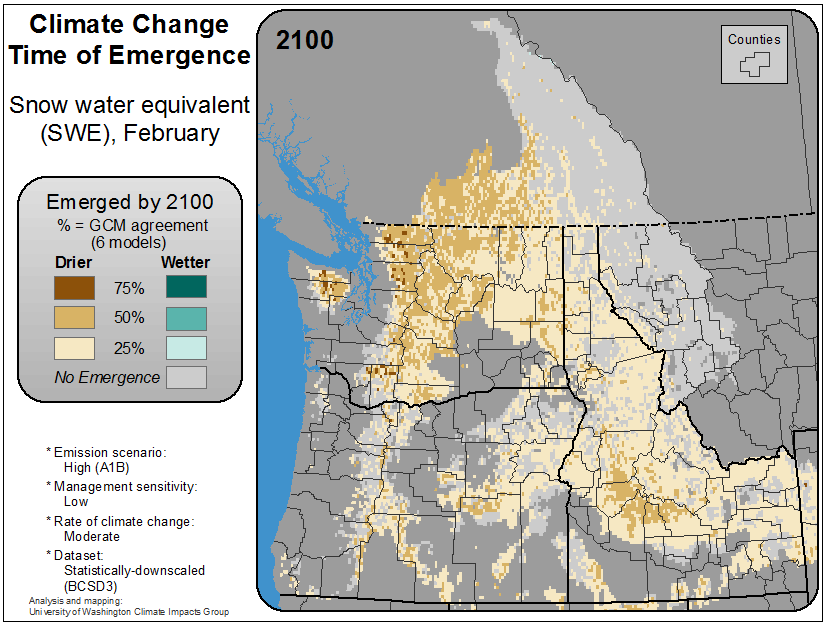 Climate Change
Time of Emergence
Snow water equivalent
(SWE), February
Emerged by 2100
% = GCM agreement
(6 models)
Drier Wetter
75%
50%
25%
No Emergence
* Emission scenario:
High (A1B)
* Management sensitivity:
Low
* Rate of climate change:
Moderate
* Dataset:
Statistically-downscaled
(BCSD3)
Analysis and mapping:
University of Washington Climate Impacts Group
2100
Counties